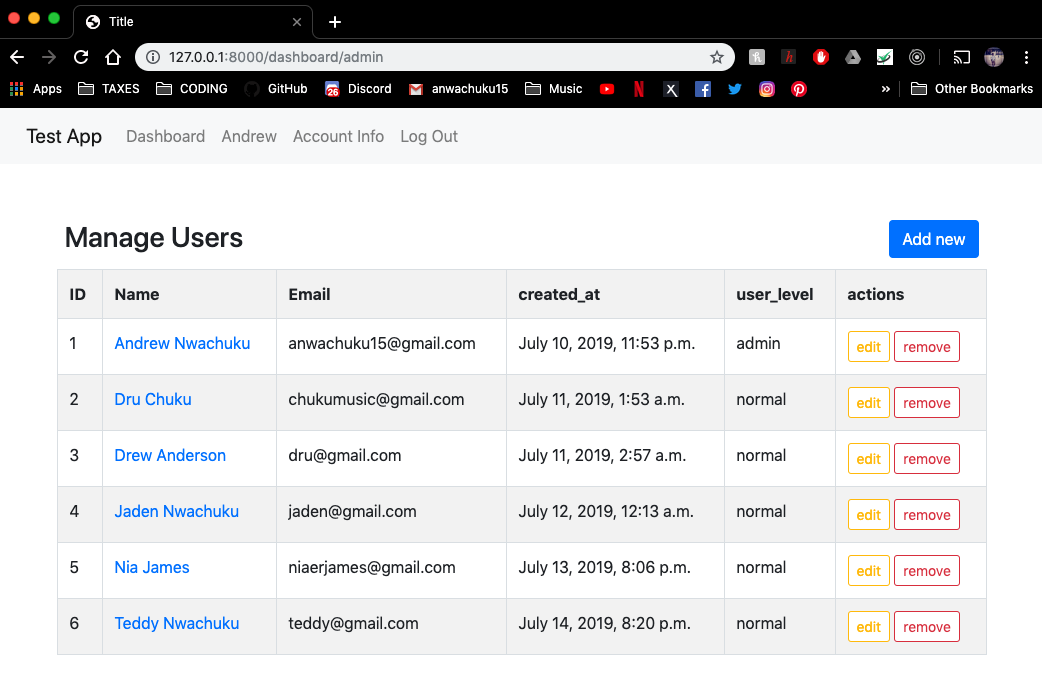 Title
127.0.0.1:8000/dashboard/admin
Apps TAXES CODING GitHub 26 Discord anwachuku15 Music » Other Bookmarks
Test App Dashboard Andrew Account Info Log Out
Manage Users Add new
ID Name Email created_at user_level actions
1 Andrew Nwachuku anwachuku15@gmail.com July 10, 2019, 11:53 p.m. admin edit remove
2 Dru Chuku chukumusic@gmail.com July 11, 2019, 1:53 a.m. normal edit remove
3 Drew Anderson dru@gmail.com July 11, 2019, 2:57 a.m. normal edit remove
4 Jaden Nwachuku jaden@gmail.com July 12, 2019, 12:13 a.m. normal edit remove
5 Nia James niaerjames@gmail.com July 13, 2019, 8:06 p.m. normal edit remove
6 Teddy Nwachuku teddy@gmail.com July 14, 2019, 8:20 p.m. normal edit remove